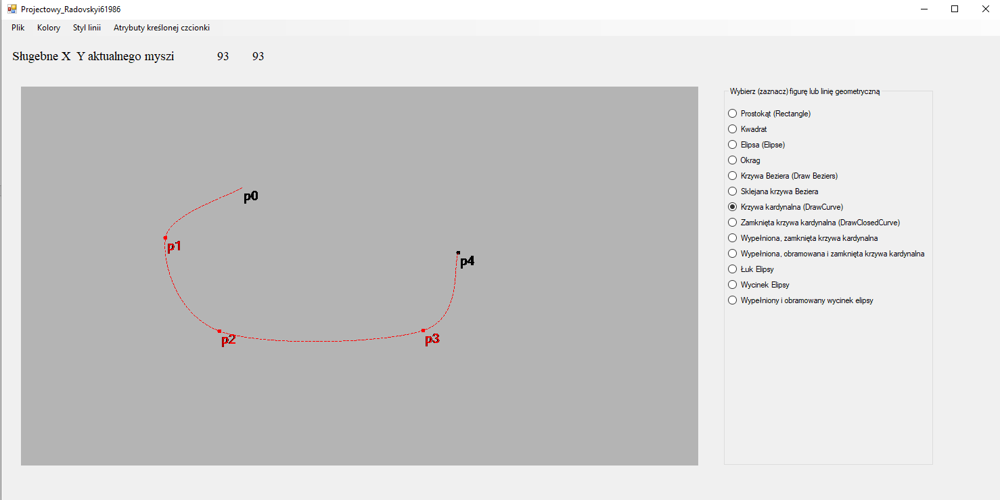 Projectowy_Radovskyi61986
Plik Kolory Styl linii Atrybuty kreślonej czcionki
Sługebne X Y aktualnego myszi 93 93
Wybierz (zaznacz) figurę lub linię geometryczną
Prostokąt (Rectangle)
Kwadrat
Elipsa (Elipse)
Okrag
Krzywa Beziera (Draw Beziers)
Sklejana krzywa Beziera
Krzywa kardynalna (DrawCurve)
Zamknięta krzywa kardynalna (DrawClosedCurve)
Wypełniona, zamknięta krzywa kardynalna
Wypełniona, obramowana i zamknięta krzywa kardynalna
Łuk Elipsy
Wycinek Elipsy
Wypełniony i obramowany wycinek elipsy
p0
p1
p4
p2
p3